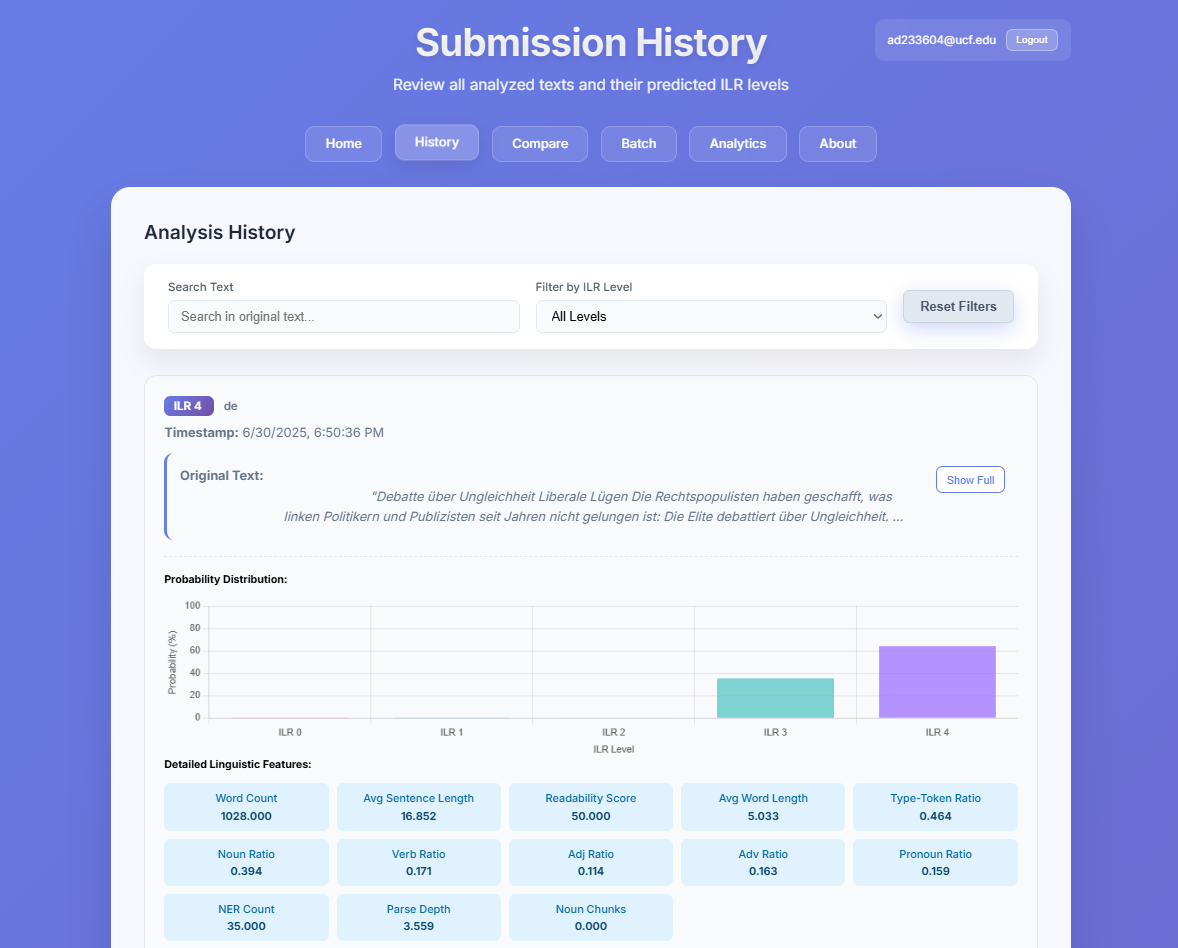 Submission History
ad233604@ucf.edu Logout
Review all analyzed texts and their predicted ILR levels
Home History Compare Batch Analytics About
Analysis History
Search Text
Search in original text...
Filter by ILR Level
All Levels
Reset Filters
ILR 4 de
Timestamp: 6/30/2025, 6:50:36 PM
Original Text:
Show Full
"Debatte über Ungleichheit Liberale Lügen Die Rechtspopulisten haben geschafft, was
linken Politikern und Publizisten seit Jahren nicht gelungen ist: Die Elite debattiert über Ungleichheit. ...
Probability Distribution:
Probability (%)
100
80
60
40
20
0
ILR 0 ILR 1 ILR 2 ILR 3 ILR 4
ILR Level
Detailed Linguistic Features:
Word Count
1028.000
Avg Sentence Length
16.852
Readability Score
50.000
Avg Word Length
5.033
Type-Token Ratio
0.464
Noun Ratio
0.394
Verb Ratio
0.171
Adj Ratio
0.114
Adv Ratio
0.163
Pronoun Ratio
0.159
NER Count
35.000
Parse Depth
3.559
Noun Chunks
0.000